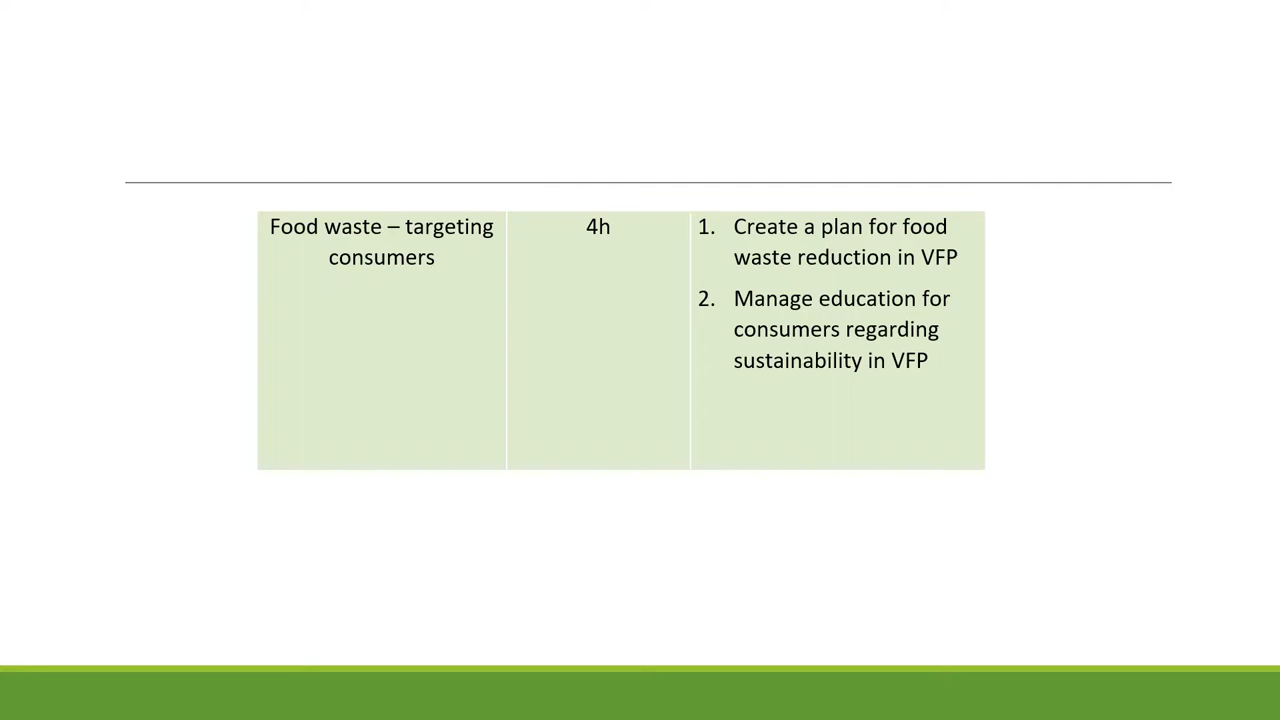 Food waste – targeting
consumers
4h
1. Create a plan for food
waste reduction in VFP
2. Manage education for
consumers regarding
sustainability in VFP